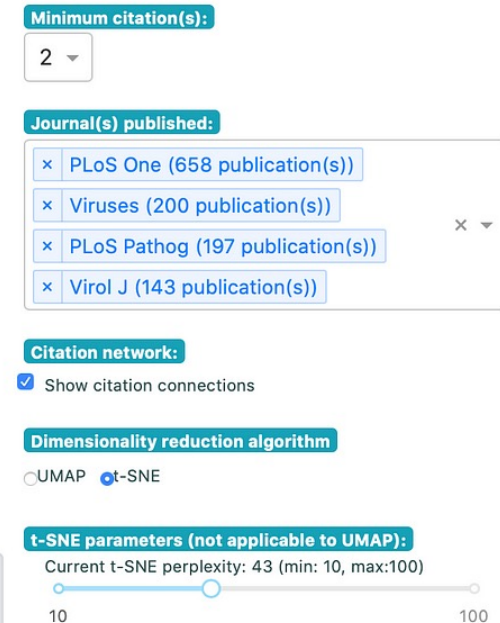 Minimum citation(s):
2
Journal(s) published:
× PLoS One (658 publication(s))
× Viruses (200 publication(s))
× PLoS Pathog (197 publication(s))
× Virol J (143 publication(s))
×
Citation network:
Show citation connections
Dimensionality reduction algorithm
UMAP t-SNE
t-SNE parameters (not applicable to UMAP):
Current t-SNE perplexity: 43 (min: 10, max:100)
10 100